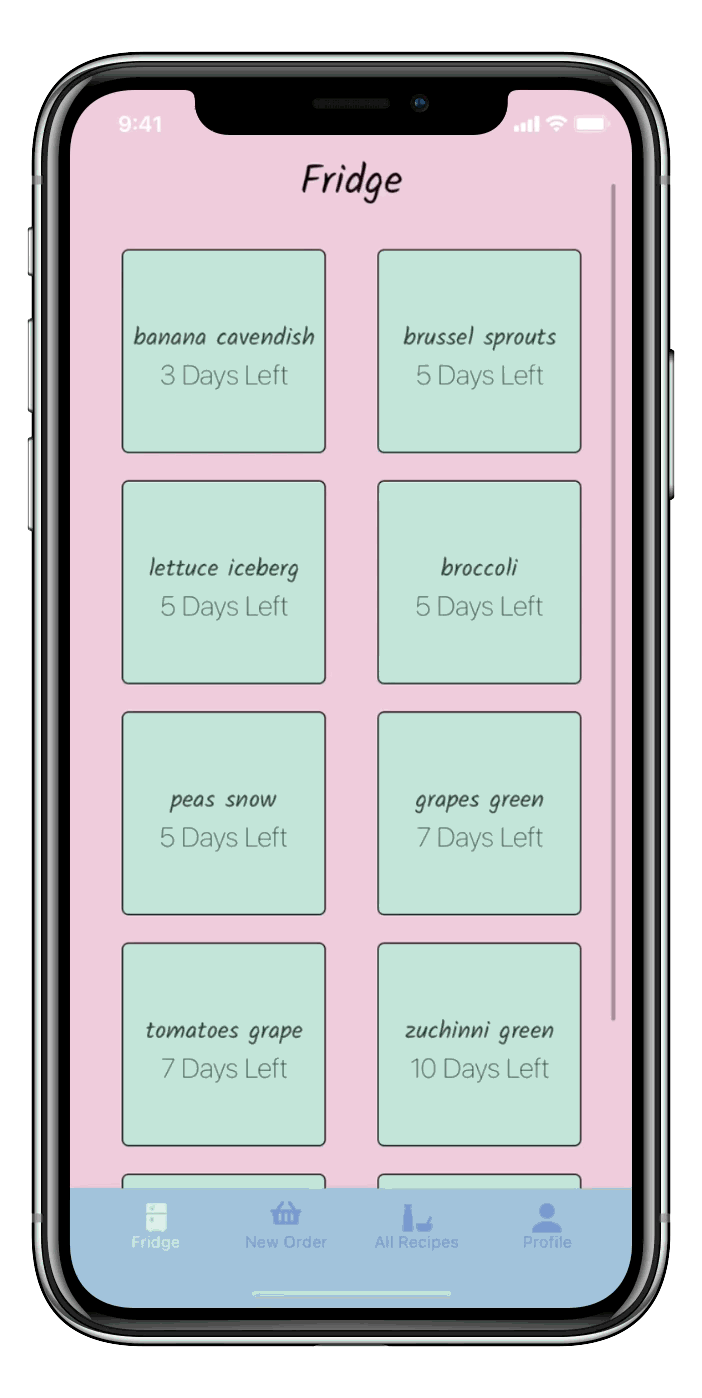 9:41
Fridge
banana cavendish
3 Days Left
brussel sprouts
5 Days Left
lettuce iceberg
5 Days Left
broccoli
5 Days Left
peas snow
5 Days Left
grapes green
7 Days Left
tomatoes grape
7 Days Left
zuchinni green
10 Days Left
Fridge
New Order
All Recipes
Profile